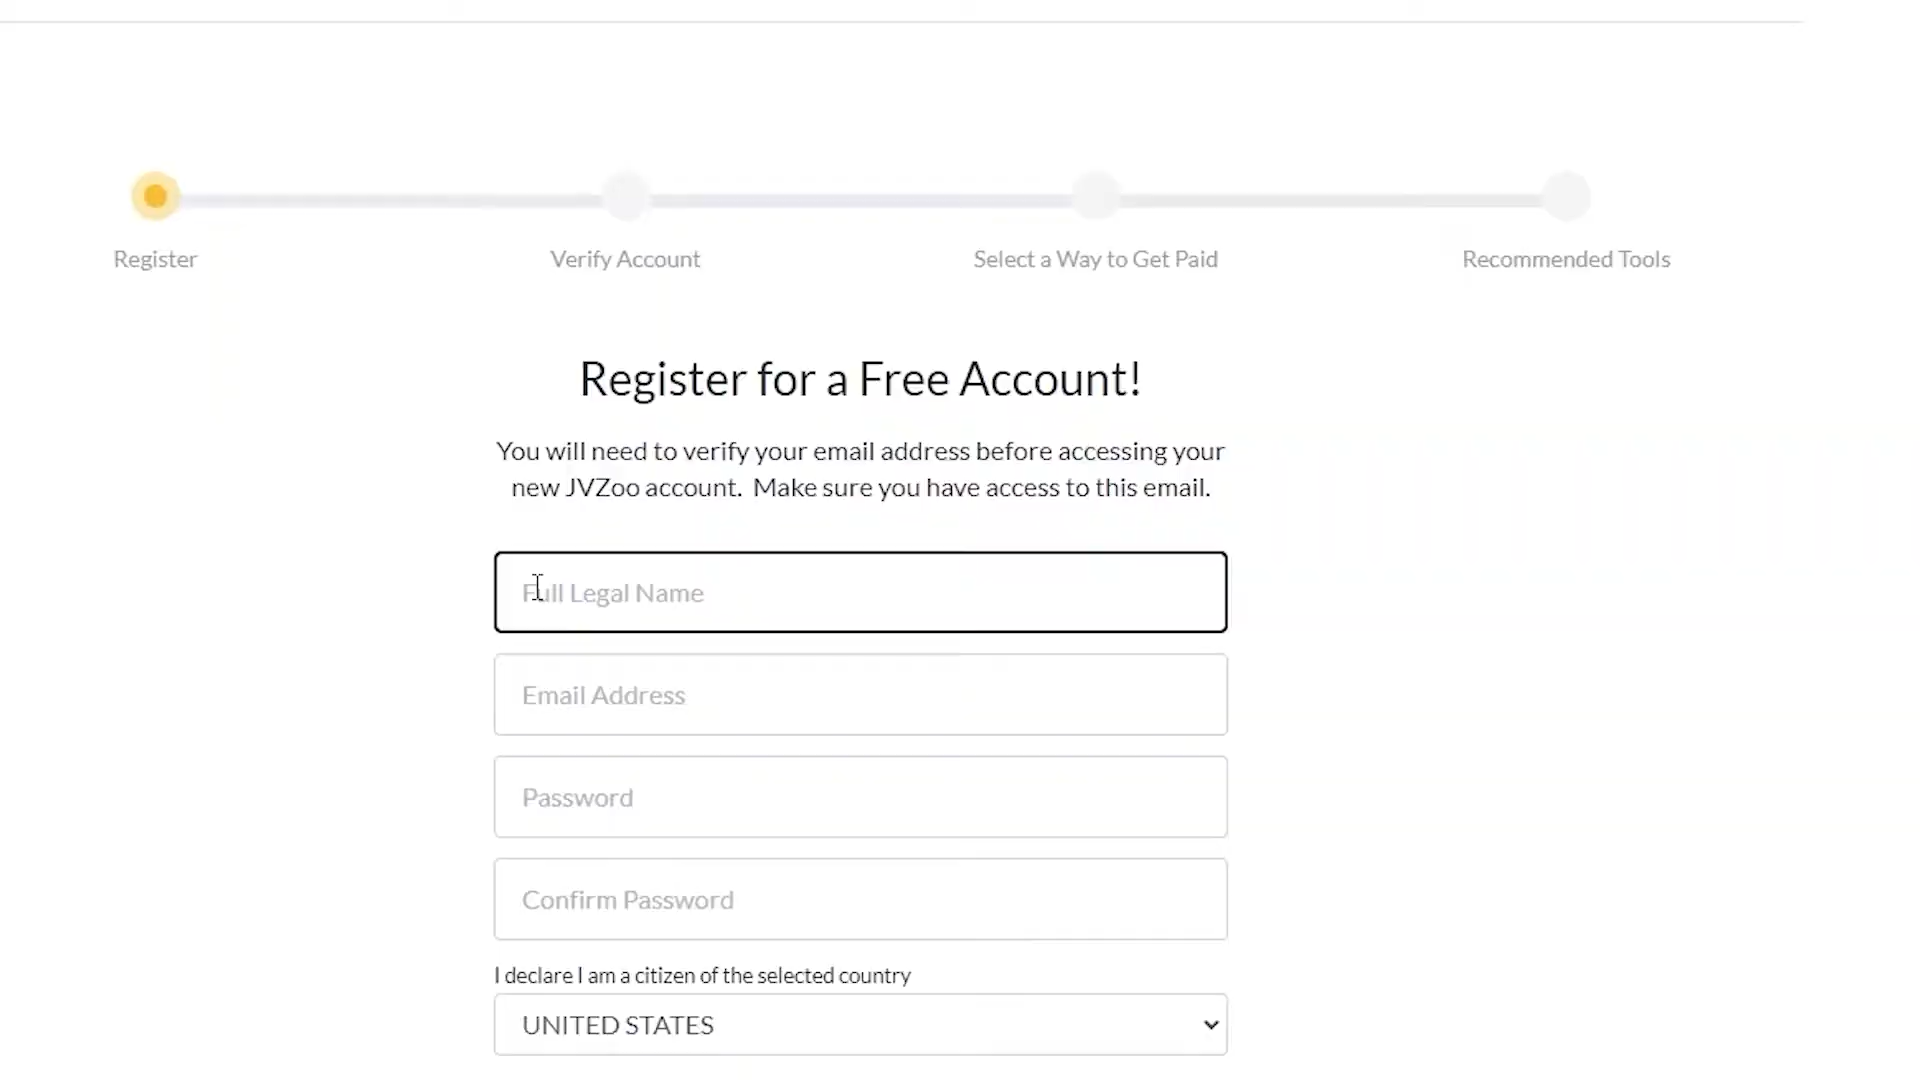 Register
Verify Account
Select a Way to Get Paid
Recommended Tools
Register for a Free Account!
You will need to verify your email address before accessing your
new JVZoo account. Make sure you have access to this email.
Full Legal Name
Email Address
Password
Confirm Password
I declare I am a citizen of the selected country
UNITED STATES